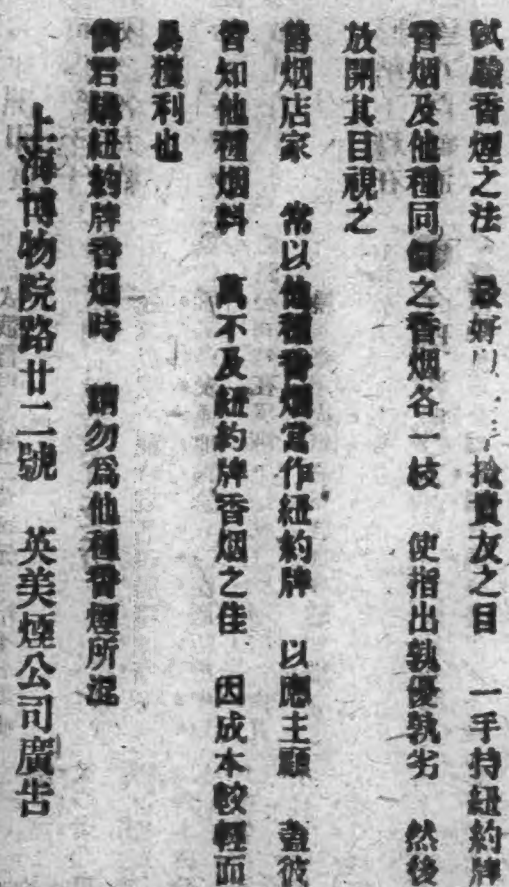 試驗香煙之法　最好以一手掩貴友之目　一手持紐約牌
香烟及他種同價之香烟各一枝　使指出孰優孰劣　然後
放開其目視之
售烟店家　常以他種香烟當作紐約牌　以應主顧　蓋彼
皆知他種烟料　萬不及紐約牌香烟之佳　因成本較輕而
易獲利也
倘君購紐約牌香烟時　請勿爲他種香煙所混
上海博物院路廿二號　英美煙公司廣告